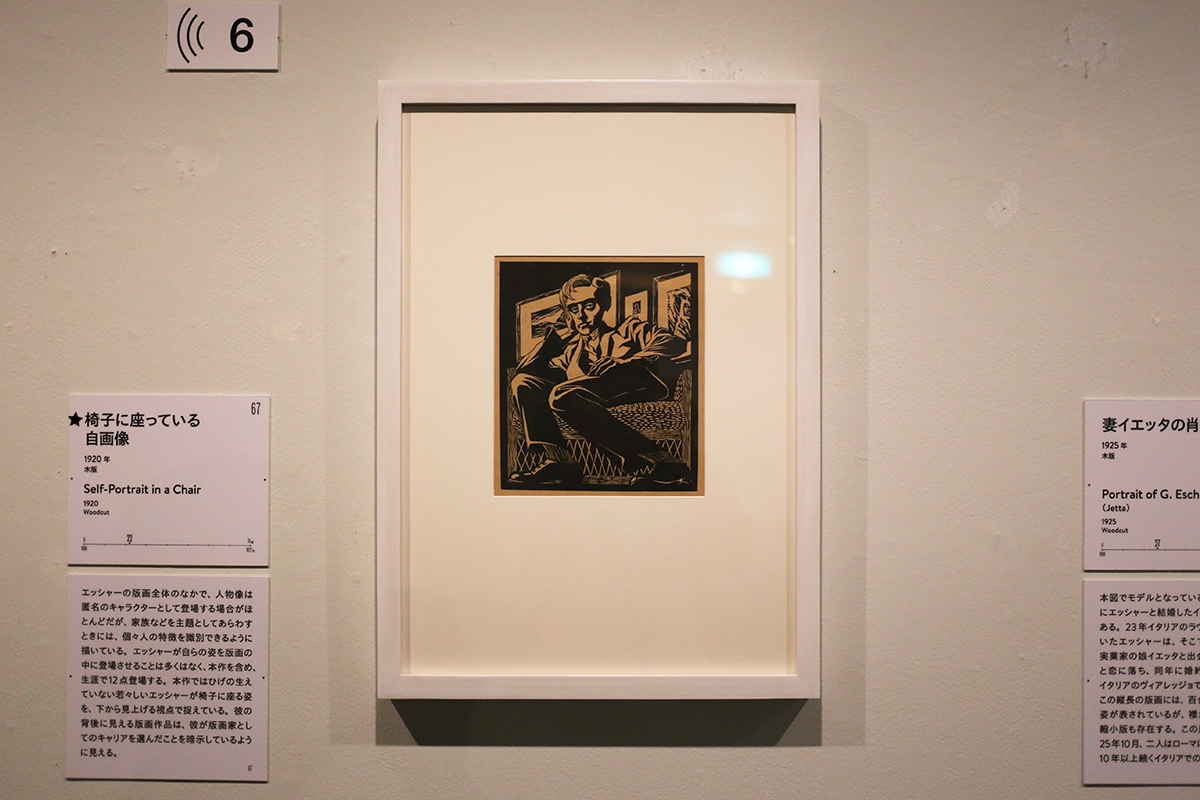 6
67
★椅子に座っている
自画像
1920 年
木版
Self-Portrait in a Chair
1920
Woodcut
22
エッシャーの版画全体のなかで、人物像は
匿名のキャラクターとして登場する場合がほ
とんどだが、家族などを主題としてあらわす
ときには、個々人の特徴を識別できるように
描いている。エッシャーが自らの姿を版画の
中に登場させることは多くはなく、本作を含め、
生涯で12点登場する。本作ではひげの生え
ていない若々しいエッシャーが椅子に座る姿
を、下から見上げる視点で捉えている。彼の
背後に見える版画作品は、彼が版画家とし
てのキャリアを選んだことを暗示しているよう
に見える。
67
妻イエッタの肖
1925 年
木版
Portrait of G. Esch
(Jetta)
1925
Woodcut
27
本図でモデルとなっている
にエッシャーと結婚したイ
ある。23年イタリアのラヴ
いたエッシャーは、そこで
実業家の娘イエッタと出会
と恋に落ち、同年に婚約
イタリアのヴィアレッジョで
この縦長の版画には、百合
姿が表されているが、襟か
縮小版も存在する。この
25年10月、二人はローマに
10年以上続くイタリアでの